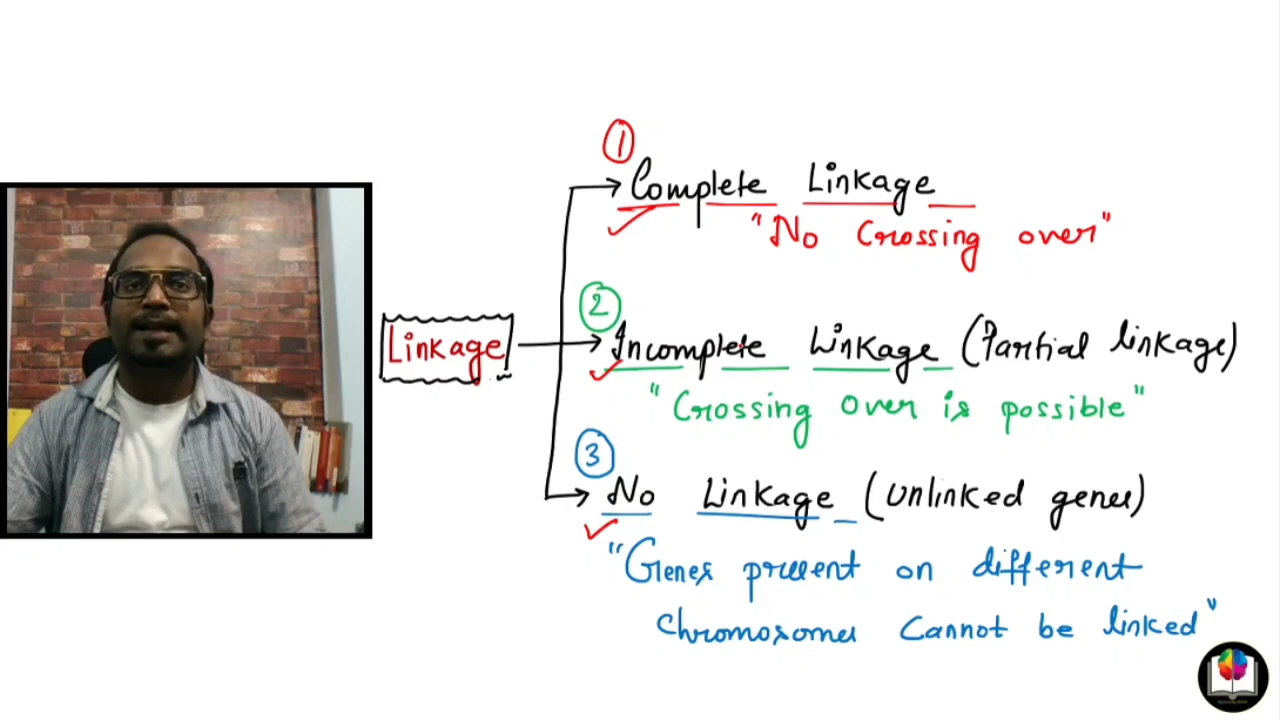 1
Complete Linkage
"No Crossing over"
2
Linkage
Incomplete Linkage (Partial linkage)
"Crossing Over is possible"
3
No Linkage (Unlinked genes)
"Genes present on different
chromosomes cannot be linked"